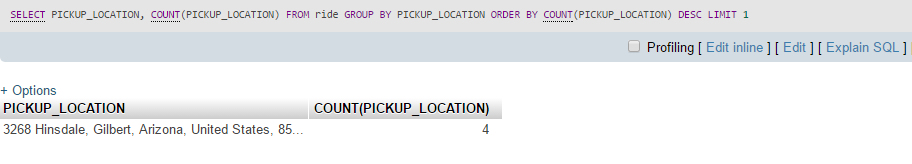 SELECT PICKUP_LOCATION, COUNT(PICKUP_LOCATION) FROM ride GROUP BY PICKUP_LOCATION ORDER BY COUNT(PICKUP_LOCATION) DESC LIMIT 1
Profiling [ Edit inline ] [ Edit ] [ Explain SQL ]
+ Options
PICKUP_LOCATION COUNT(PICKUP_LOCATION)
3268 Hinsdale, Gilbert, Arizona, United States, 85... 4